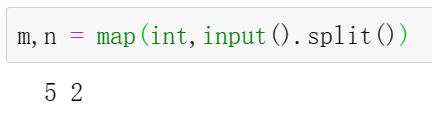 m,n = map(int,input().split())
5 2